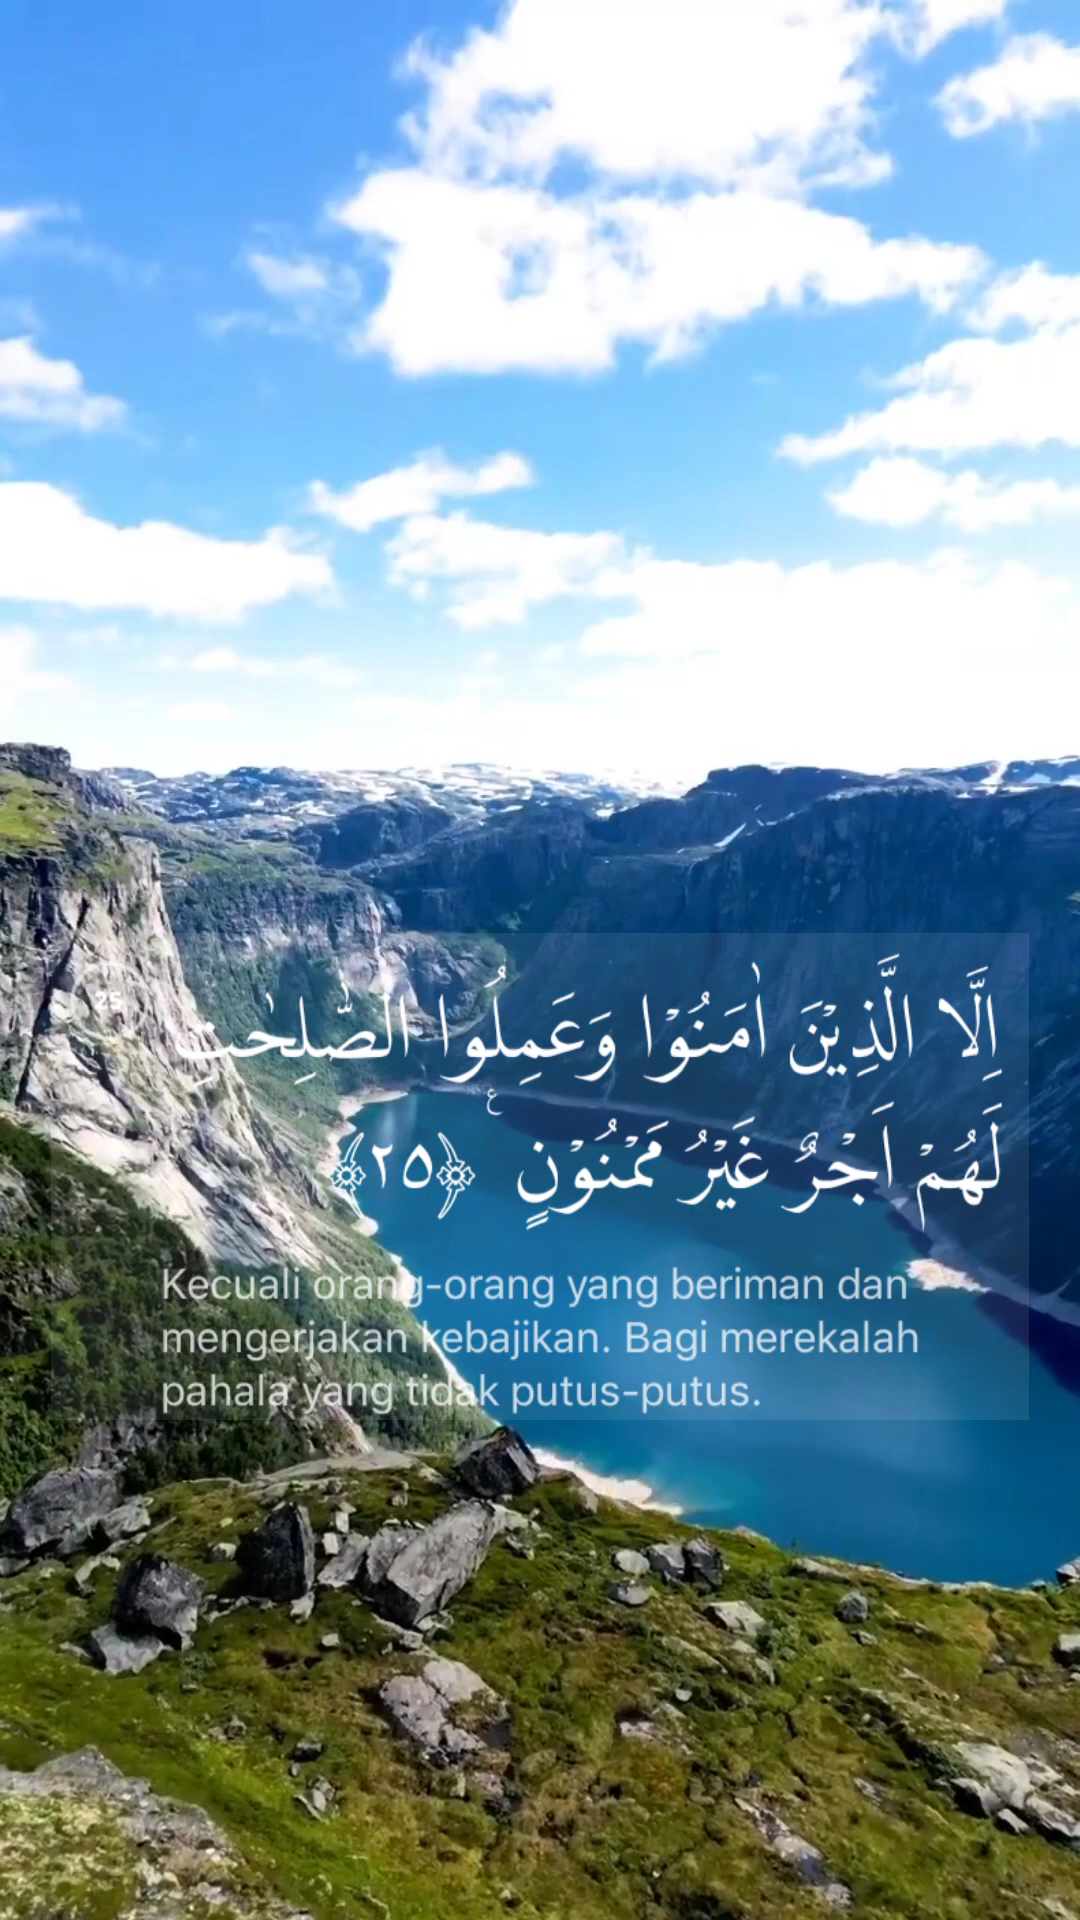 25
اِلَّا الَّذِيْنَ اٰمَنُوْا وَعَمِلُوا الصّٰلِحٰتِ
لَهُمْ اَجْرٌ غَيْرُ مَمْنُوْنٍ ࣖ ﴿٢٥﴾
Kecuali orang-orang yang beriman dan
mengerjakan kebajikan. Bagi merekalah
pahala yang tidak putus-putus.